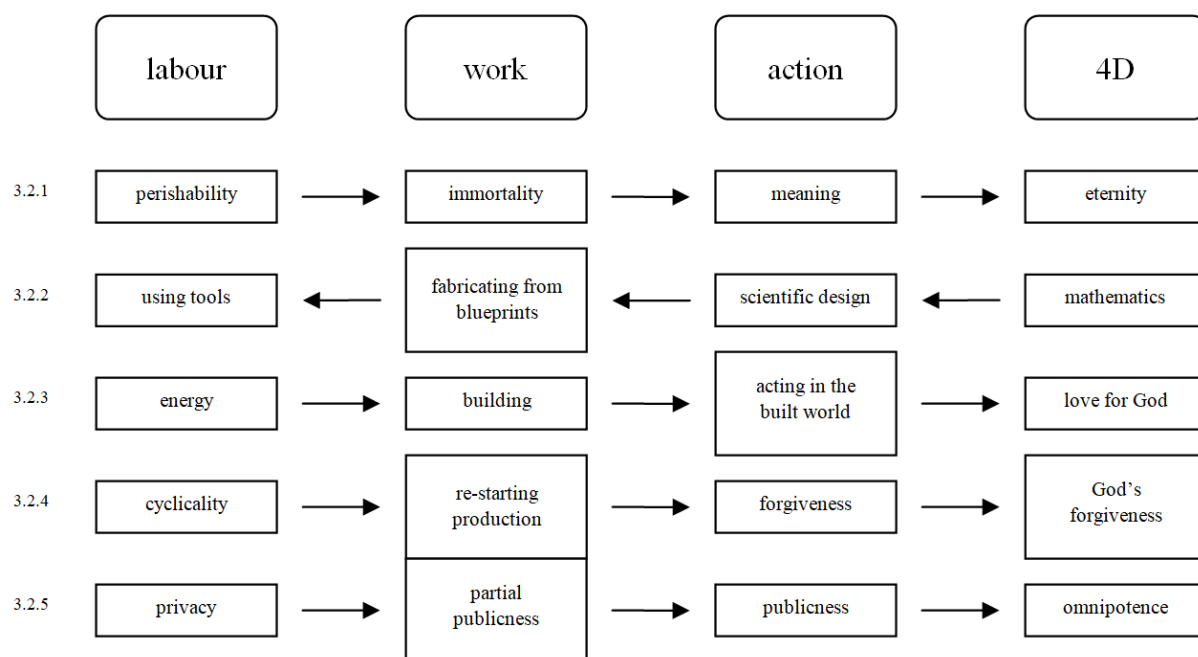 labour
work
action
4D
3.2.1
perishability
immortality
meaning
eternity
3.2.2
using tools
fabricating from
blueprints
scientific design
mathematics
3.2.3
energy
building
acting in the
built world
love for God
3.2.4
cyclicality
re-starting
production
forgiveness
God’s
forgiveness
3.2.5
privacy
partial
publicness
publicness
omnipotence